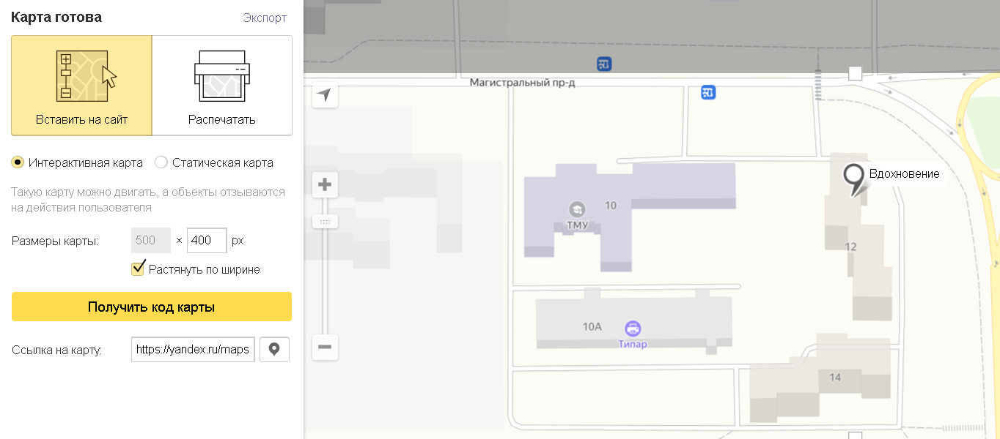 Карта готова
Экспорт
Вставить на сайт
Распечатать
Интерактивная карта
Статическая карта
Такую карту можно двигать, а объекты отзываются
на действия пользователя
Размеры карты:
500 × 400 px
Растянуть по ширине
Получить код карты
Ссылка на карту:
https://yandex.ru/maps
Магистральный пр-д
Вдохновение
10
ТМУ
12
10А
Типар
14